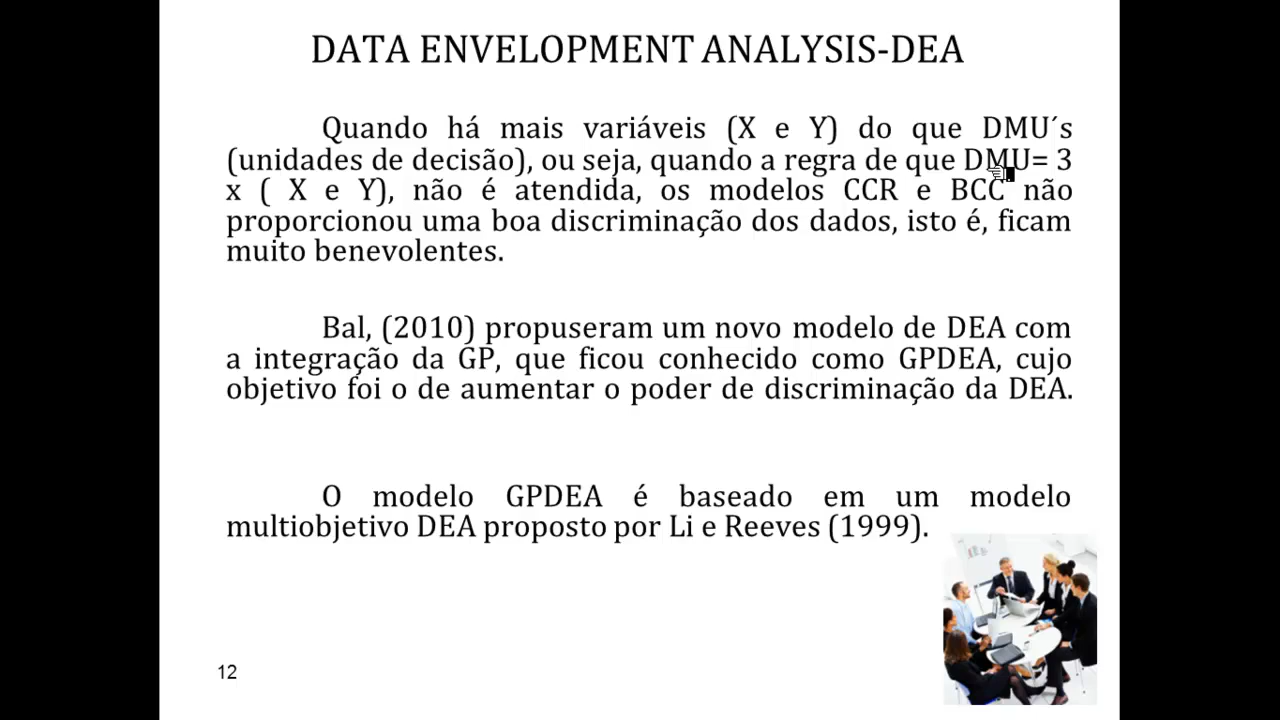 DATA ENVELOPMENT ANALYSIS-DEA
Quando há mais variáveis (X e Y) do que DMU´s
(unidades de decisão), ou seja, quando a regra de que DMU= 3
x ( X e Y), não é atendida, os modelos CCR e BCC não
proporcionou uma boa discriminação dos dados, isto é, ficam
muito benevolentes.
Bal, (2010) propuseram um novo modelo de DEA com
a integração da GP, que ficou conhecido como GPDEA, cujo
objetivo foi o de aumentar o poder de discriminação da DEA.
O modelo GPDEA é baseado em um modelo
multiobjetivo DEA proposto por Li e Reeves (1999).
12